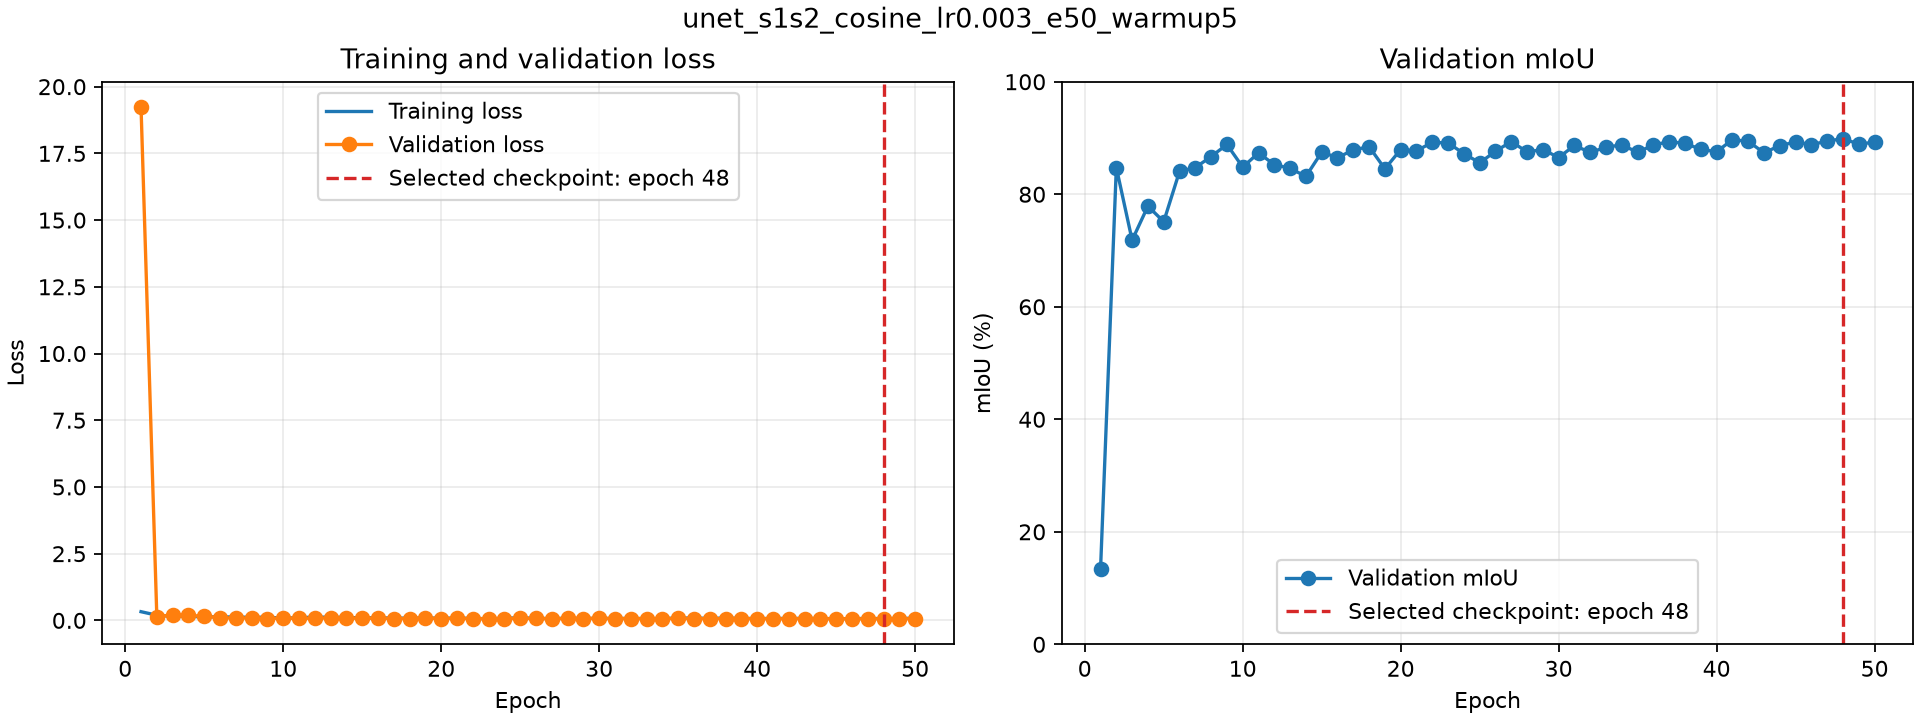 unet_s1s2_cosine_lr0.003_e50_warmup5
Training and validation loss
20.0
17.5
15.0
12.5
10.0
7.5
5.0
2.5
0.0
Loss
Training loss
Validation loss
Selected checkpoint: epoch 48
0 10 20 30 40 50
Epoch
Validation mIoU
100
80
60
40
20
0
mIoU (%)
Validation mIoU
Selected checkpoint: epoch 48
0 10 20 30 40 50
Epoch